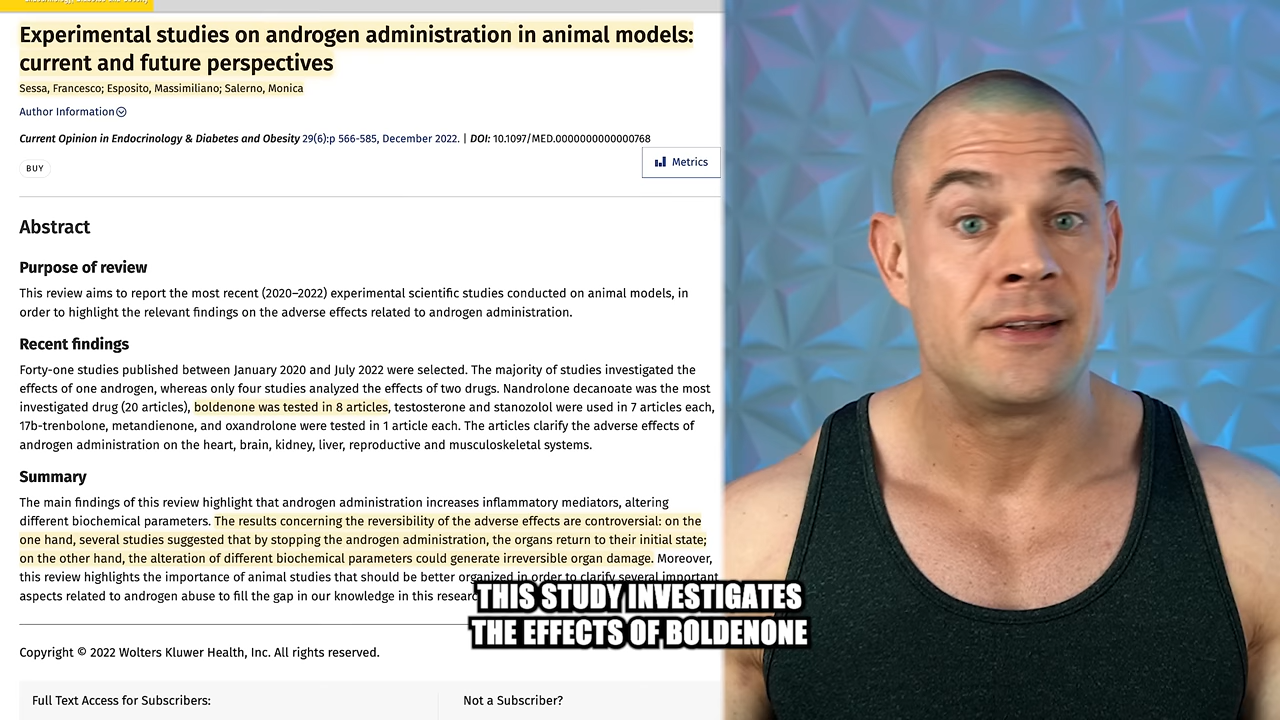 Experimental studies on androgen administration in animal models:
current and future perspectives
Sessa, Francesco; Esposito, Massimiliano; Salerno, Monica
Author Information
Current Opinion in Endocrinology & Diabetes and Obesity 29(6):p 566-585, December 2022. | DOI: 10.1097/MED.0000000000000768
Metrics
BUY
Abstract
Purpose of review
This review aims to report the most recent (2020–2022) experimental scientific studies conducted on animal models, in
order to highlight the relevant findings on the adverse effects related to androgen administration.
Recent findings
Forty-one studies published between January 2020 and July 2022 were selected. The majority of studies investigated the
effects of one androgen, whereas only four studies analyzed the effects of two drugs. Nandrolone decanoate was the most
investigated drug (20 articles), boldenone was tested in 8 articles, testosterone and stanozolol were used in 7 articles each,
17b-trenbolone, metandienone, and oxandrolone were tested in 1 article each. The articles clarify the adverse effects of
androgen administration on the heart, brain, kidney, liver, reproductive and musculoskeletal systems.
Summary
The main findings of this review highlight that androgen administration increases inflammatory mediators, altering
different biochemical parameters. The results concerning the reversibility of the adverse effects are controversial: on the
one hand, several studies suggested that by stopping the androgen administration, the organs return to their initial state;
on the other hand, the alteration of different biochemical parameters could generate irreversible organ damage. Moreover,
this review highlights the importance of animal studies that should be better organized in order to clarify several important
aspects related to androgen abuse to fill the gap in our knowledge in this
THIS STUDY INVESTIGATES
THE EFFECTS OF BOLDENONE
Copyright © 2022 Wolters Kluwer Health, Inc. All rights reserved.
Full Text Access for Subscribers:
Not a Subscriber?